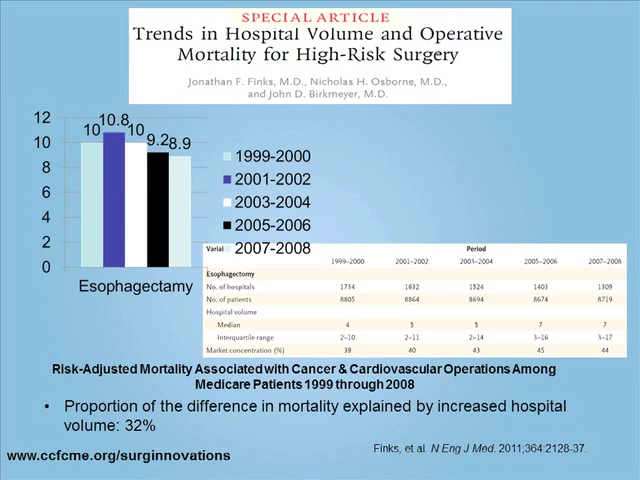 SPECIAL ARTICLE
Trends in Hospital Volume and Operative
Mortality for High-Risk Surgery
Jonathan F. Finks, M.D., Nicholas H. Osborne, M.D.,
and John D. Birkmeyer, M.D.
12
10
8
6
4
2
0
10
10.8
10
9.2
8.9
Esophagectamy
1999-2000
2001-2002
2003-2004
2005-2006
2007-2008
Varial Period
1999–2000 2001–2002 2003–2004 2005–2006 2007–2008
Esophagectomy
No. of hospitals 1734 1632 1524 1403 1309
No. of patients 8805 8864 8694 8674 8719
Hospital volume
Median 4 5 5 7 7
Interquartile range 2–10 2–11 2–14 3–16 3–17
Market concentration (%) 39 40 43 45 44
Risk-Adjusted Mortality Associated with Cancer & Cardiovascular Operations Among
Medicare Patients 1999 through 2008
• Proportion of the difference in mortality explained by increased hospital
volume: 32%
Finks, et al. N Eng J Med. 2011;364:2128-37.
www.ccfcme.org/surginnovations